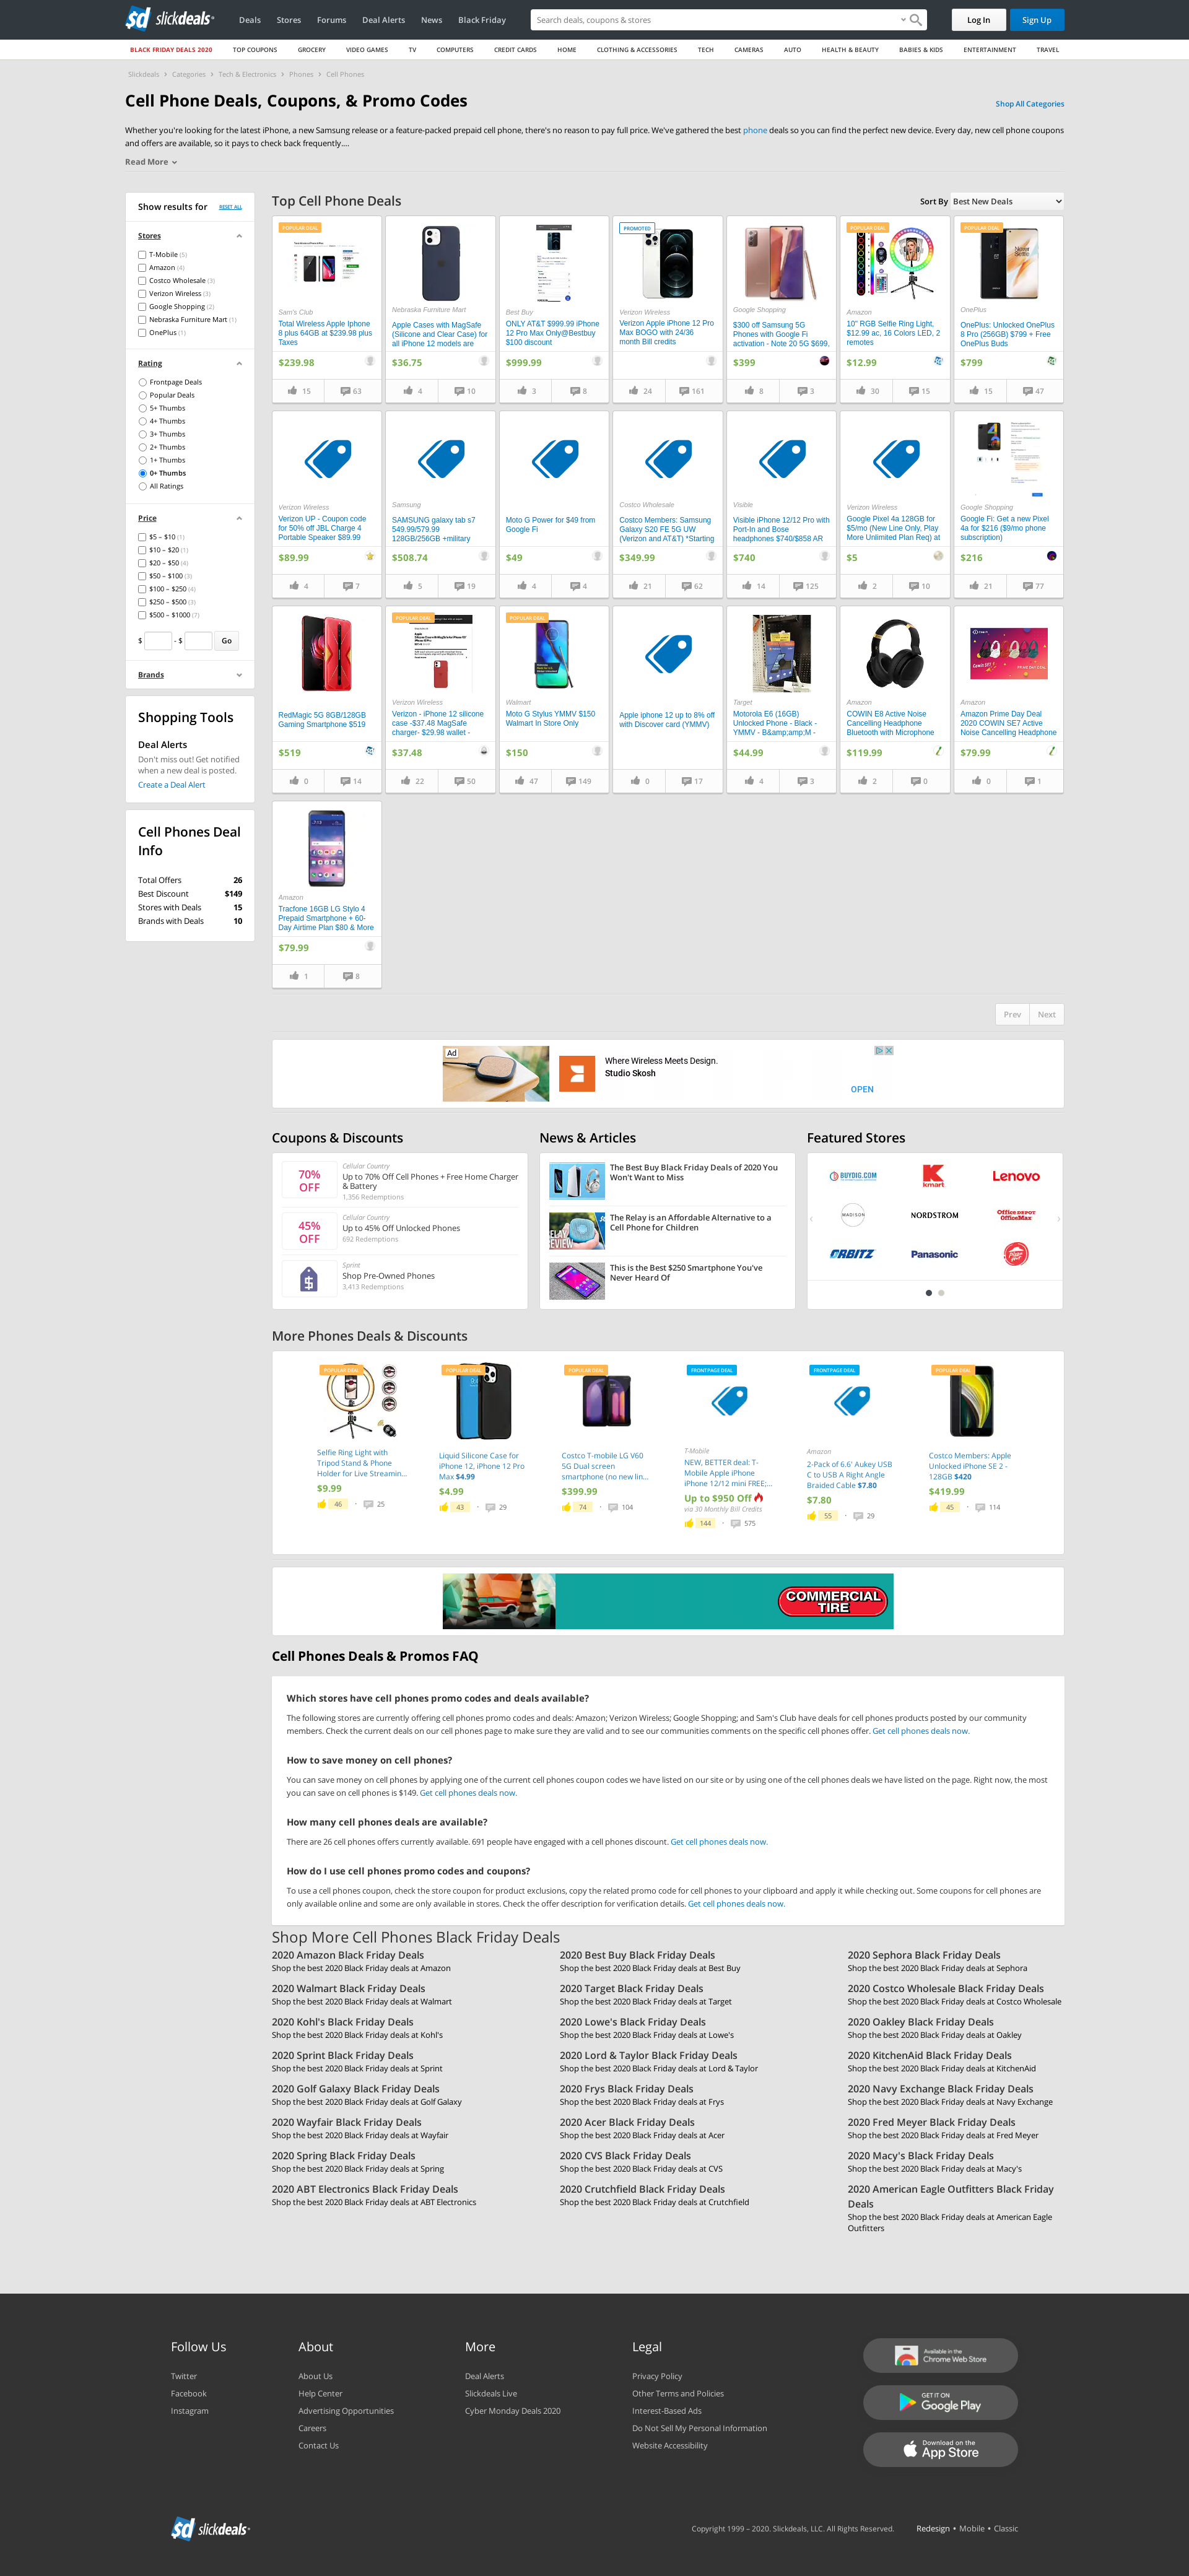 sd slickdeals
Deals
Stores
Forums
Deal Alerts
News
Black Friday
Search deals, coupons & stores
Log In
Sign Up
BLACK FRIDAY DEALS 2020
TOP COUPONS
GROCERY
VIDEO GAMES
TV
COMPUTERS
CREDIT CARDS
HOME
CLOTHING & ACCESSORIES
TECH
CAMERAS
AUTO
HEALTH & BEAUTY
BABIES & KIDS
ENTERTAINMENT
TRAVEL
Slickdeals > Categories > Tech & Electronics > Phones > Cell Phones
Cell Phone Deals, Coupons, & Promo Codes
Shop All Categories
Whether you're looking for the latest iPhone, a new Samsung release or a feature-packed prepaid cell phone, there's no reason to pay full price. We've gathered the best phone deals so you can find the perfect new device. Every day, new cell phone coupons
and offers are available, so it pays to check back frequently....
Read More
Show results for
RESET ALL
Stores
T-Mobile (5)
Amazon (4)
Costco Wholesale (3)
Verizon Wireless (3)
Google Shopping (2)
Nebraska Furniture Mart (1)
OnePlus (1)
Rating
Frontpage Deals
Popular Deals
5+ Thumbs
4+ Thumbs
3+ Thumbs
2+ Thumbs
1+ Thumbs
0+ Thumbs
All Ratings
Price
$5 – $10 (1)
$10 – $20 (1)
$20 – $50 (4)
$50 – $100 (3)
$100 – $250 (4)
$250 – $500 (3)
$500 – $1000 (7)
$ - $ Go
Brands
Shopping Tools
Deal Alerts
Don't miss out! Get notified
when a new deal is posted.
Create a Deal Alert
Cell Phones Deal
Info
Total Offers 26
Best Discount $149
Stores with Deals 15
Brands with Deals 10
Top Cell Phone Deals
Sort By Best New Deals
POPULAR DEAL
Sam's Club
Total Wireless Apple Iphone
8 plus 64GB at $239.98 plus
Taxes
$239.98
15 63
Nebraska Furniture Mart
Apple Cases with MagSafe
(Silicone and Clear Case) for
all iPhone 12 models are
$36.75
4 10
Best Buy
ONLY AT&T $999.99 iPhone
12 Pro Max Only@Bestbuy
$100 discount
$999.99
3 8
PROMOTED
Verizon Wireless
Verizon Apple iPhone 12 Pro
Max BOGO with 24/36
month Bill credits
24 161
Google Shopping
$300 off Samsung 5G
Phones with Google Fi
activation - Note 20 5G $699,
$399
8 3
POPULAR DEAL
Amazon
10" RGB Selfie Ring Light,
$12.99 ac, 16 Colors LED, 2
remotes
$12.99
30 15
POPULAR DEAL
OnePlus
OnePlus: Unlocked OnePlus
8 Pro (256GB) $799 + Free
OnePlus Buds
$799
15 47
Verizon Wireless
Verizon UP - Coupon code
for 50% off JBL Charge 4
Portable Speaker $89.99
$89.99
4 7
Samsung
SAMSUNG galaxy tab s7
549.99/579.99
128GB/256GB +military
$508.74
5 19
Moto G Power for $49 from
Google Fi
$49
4 4
Costco Wholesale
Costco Members: Samsung
Galaxy S20 FE 5G UW
(Verizon and AT&T) *Starting
$349.99
21 62
Visible
Visible iPhone 12/12 Pro with
Port-In and Bose
headphones $740/$858 AR
$740
14 125
Verizon Wireless
Google Pixel 4a 128GB for
$5/mo (New Line Only, Play
More Unlimited Plan Req) at
$5
2 10
Google Shopping
Google Fi: Get a new Pixel
4a for $216 ($9/mo phone
subscription)
$216
21 77
RedMagic 5G 8GB/128GB
Gaming Smartphone $519
$519
0 14
POPULAR DEAL
Verizon Wireless
Verizon - iPhone 12 silicone
case -$37.48 MagSafe
charger- $29.98 wallet -
$37.48
22 50
POPULAR DEAL
Walmart
Moto G Stylus YMMV $150
Walmart In Store Only
$150
47 149
Apple iphone 12 up to 8% off
with Discover card (YMMV)
0 17
Target
Motorola E6 (16GB)
Unlocked Phone - Black -
YMMV - B&amp;amp;M -
$44.99
4 3
Amazon
COWIN E8 Active Noise
Cancelling Headphone
Bluetooth with Microphone
$119.99
2 0
Amazon
Amazon Prime Day Deal
2020 COWIN SE7 Active
Noise Cancelling Headphone
$79.99
0 1
Amazon
Tracfone 16GB LG Stylo 4
Prepaid Smartphone + 60-
Day Airtime Plan $80 & More
$79.99
1 8
Prev Next
Ad
Where Wireless Meets Design.
Studio Skosh
OPEN
Coupons & Discounts
70%
OFF
Cellular Country
Up to 70% Off Cell Phones + Free Home Charger
& Battery
1,356 Redemptions
45%
OFF
Cellular Country
Up to 45% Off Unlocked Phones
692 Redemptions
Sprint
Shop Pre-Owned Phones
3,413 Redemptions
News & Articles
The Best Buy Black Friday Deals of 2020 You
Won't Want to Miss
The Relay is an Affordable Alternative to a
Cell Phone for Children
This is the Best $250 Smartphone You've
Never Heard Of
Featured Stores
BUYDIG.COM
kmart
Lenovo
MADISON
NORDSTROM
Office DEPOT
OfficeMax
ORBITZ
Panasonic
More Phones Deals & Discounts
POPULAR DEAL
Selfie Ring Light with
Tripod Stand & Phone
Holder for Live Streamin...
$9.99
46 • 25
POPULAR DEAL
Liquid Silicone Case for
iPhone 12, iPhone 12 Pro
Max $4.99
$4.99
43 • 29
POPULAR DEAL
Costco T-mobile LG V60
5G Dual screen
smartphone (no new lin...
$399.99
74 • 104
FRONTPAGE DEAL
T-Mobile
NEW, BETTER deal: T-
Mobile Apple iPhone
iPhone 12/12 mini FREE;...
Up to $950 Off
via 30 Monthly Bill Credits
144 • 575
FRONTPAGE DEAL
Amazon
2-Pack of 6.6' Aukey USB
C to USB A Right Angle
Braided Cable $7.80
$7.80
55 • 29
POPULAR DEAL
Costco Members: Apple
Unlocked iPhone SE 2 -
128GB $420
$419.99
45 • 114
COMMERCIAL
TIRE
Cell Phones Deals & Promos FAQ
Which stores have cell phones promo codes and deals available?
The following stores are currently offering cell phones promo codes and deals: Amazon; Verizon Wireless; Google Shopping; and Sam's Club have deals for cell phones products posted by our community
members. Check the current deals on our cell phones page to make sure they are valid and to see our communities comments on the specific cell phones offer. Get cell phones deals now.
How to save money on cell phones?
You can save money on cell phones by applying one of the current cell phones coupon codes we have listed on our site or by using one of the cell phones deals we have listed on the page. Right now, the most
you can save on cell phones is $149. Get cell phones deals now.
How many cell phones deals are available?
There are 26 cell phones offers currently available. 691 people have engaged with a cell phones discount. Get cell phones deals now.
How do I use cell phones promo codes and coupons?
To use a cell phones coupon, check the store coupon for product exclusions, copy the related promo code for cell phones to your clipboard and apply it while checking out. Some coupons for cell phones are
only available online and some are only available in stores. Check the offer description for verification details. Get cell phones deals now.
Shop More Cell Phones Black Friday Deals
2020 Amazon Black Friday Deals
Shop the best 2020 Black Friday deals at Amazon
2020 Best Buy Black Friday Deals
Shop the best 2020 Black Friday deals at Best Buy
2020 Sephora Black Friday Deals
Shop the best 2020 Black Friday deals at Sephora
2020 Walmart Black Friday Deals
Shop the best 2020 Black Friday deals at Walmart
2020 Target Black Friday Deals
Shop the best 2020 Black Friday deals at Target
2020 Costco Wholesale Black Friday Deals
Shop the best 2020 Black Friday deals at Costco Wholesale
2020 Kohl's Black Friday Deals
Shop the best 2020 Black Friday deals at Kohl's
2020 Lowe's Black Friday Deals
Shop the best 2020 Black Friday deals at Lowe's
2020 Oakley Black Friday Deals
Shop the best 2020 Black Friday deals at Oakley
2020 Sprint Black Friday Deals
Shop the best 2020 Black Friday deals at Sprint
2020 Lord & Taylor Black Friday Deals
Shop the best 2020 Black Friday deals at Lord & Taylor
2020 KitchenAid Black Friday Deals
Shop the best 2020 Black Friday deals at KitchenAid
2020 Golf Galaxy Black Friday Deals
Shop the best 2020 Black Friday deals at Golf Galaxy
2020 Frys Black Friday Deals
Shop the best 2020 Black Friday deals at Frys
2020 Navy Exchange Black Friday Deals
Shop the best 2020 Black Friday deals at Navy Exchange
2020 Wayfair Black Friday Deals
Shop the best 2020 Black Friday deals at Wayfair
2020 Acer Black Friday Deals
Shop the best 2020 Black Friday deals at Acer
2020 Fred Meyer Black Friday Deals
Shop the best 2020 Black Friday deals at Fred Meyer
2020 Spring Black Friday Deals
Shop the best 2020 Black Friday deals at Spring
2020 CVS Black Friday Deals
Shop the best 2020 Black Friday deals at CVS
2020 Macy's Black Friday Deals
Shop the best 2020 Black Friday deals at Macy's
2020 ABT Electronics Black Friday Deals
Shop the best 2020 Black Friday deals at ABT Electronics
2020 Crutchfield Black Friday Deals
Shop the best 2020 Black Friday deals at Crutchfield
2020 American Eagle Outfitters Black Friday
Deals
Shop the best 2020 Black Friday deals at American Eagle
Outfitters
Follow Us
Twitter
Facebook
Instagram
About
About Us
Help Center
Advertising Opportunities
Careers
Contact Us
More
Deal Alerts
Slickdeals Live
Cyber Monday Deals 2020
Legal
Privacy Policy
Other Terms and Policies
Interest-Based Ads
Do Not Sell My Personal Information
Website Accessibility
Available in the
Chrome Web Store
GET IT ON
Google Play
Download on the
App Store
sd slickdeals
Copyright 1999 – 2020. Slickdeals, LLC. All Rights Reserved.
Redesign • Mobile • Classic